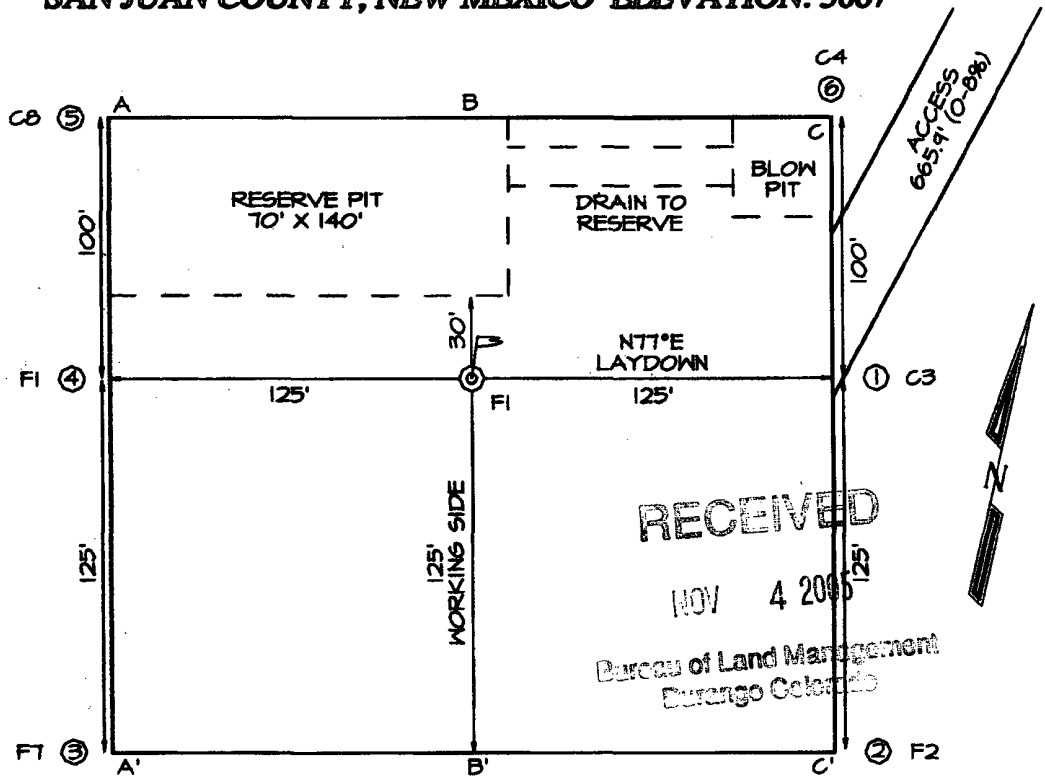 SAN JUAN COUNTY, NEW MEXICO ELEVATION: 5667'
C4
⑥
C8 ⑤ A
B
C
ACCESS
665.9' (0-8%)
RESERVE PIT
70' X 140'
DRAIN TO
RESERVE
BLOW
PIT
100'
100'
30'
N77°E
LAYDOWN
F1 ④
125'
F1
125'
① C3
N
125'
125'
WORKING SIDE
125'
RECEIVED
NOV 4 2005
Bureau of Land Management
Durango Colorado
F7 ③
A'
B'
C'
② F2